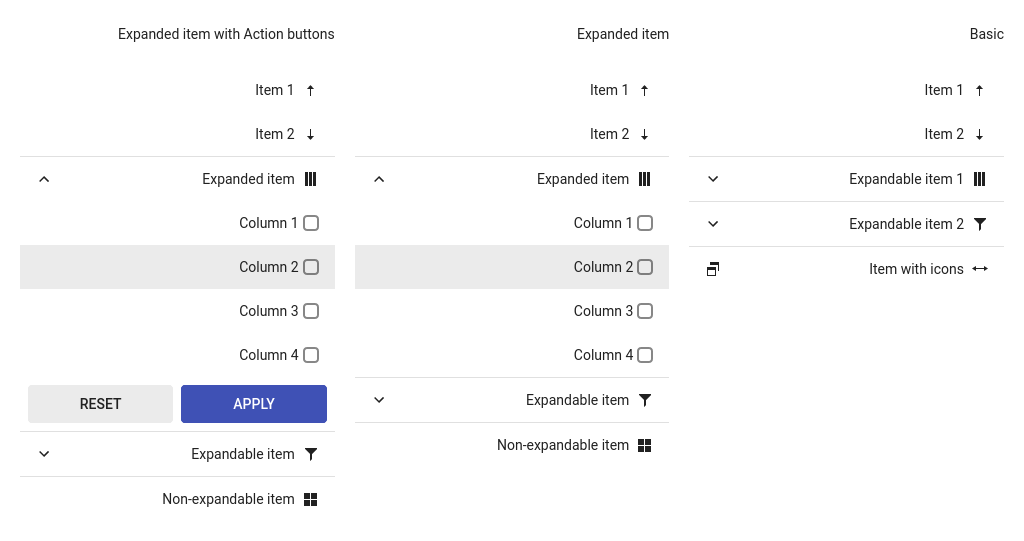 Basic
Item 1
Item 2
Expandable item 1
Expandable item 2
Item with icons
Expanded item
Item 1
Item 2
Expanded item
Column 1
Column 2
Column 3
Column 4
Expandable item
Non-expandable item
Expanded item with Action buttons
Item 1
Item 2
Expanded item
Column 1
Column 2
Column 3
Column 4
RESET
APPLY
Expandable item
Non-expandable item